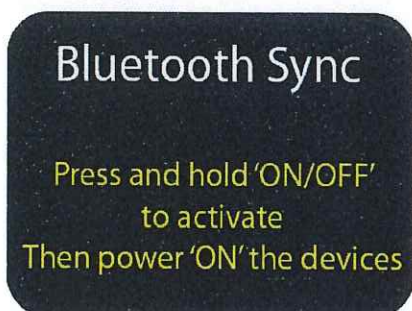 Bluetooth Sync
Press and hold 'ON/OFF'
to activate
Then power 'ON' the devices